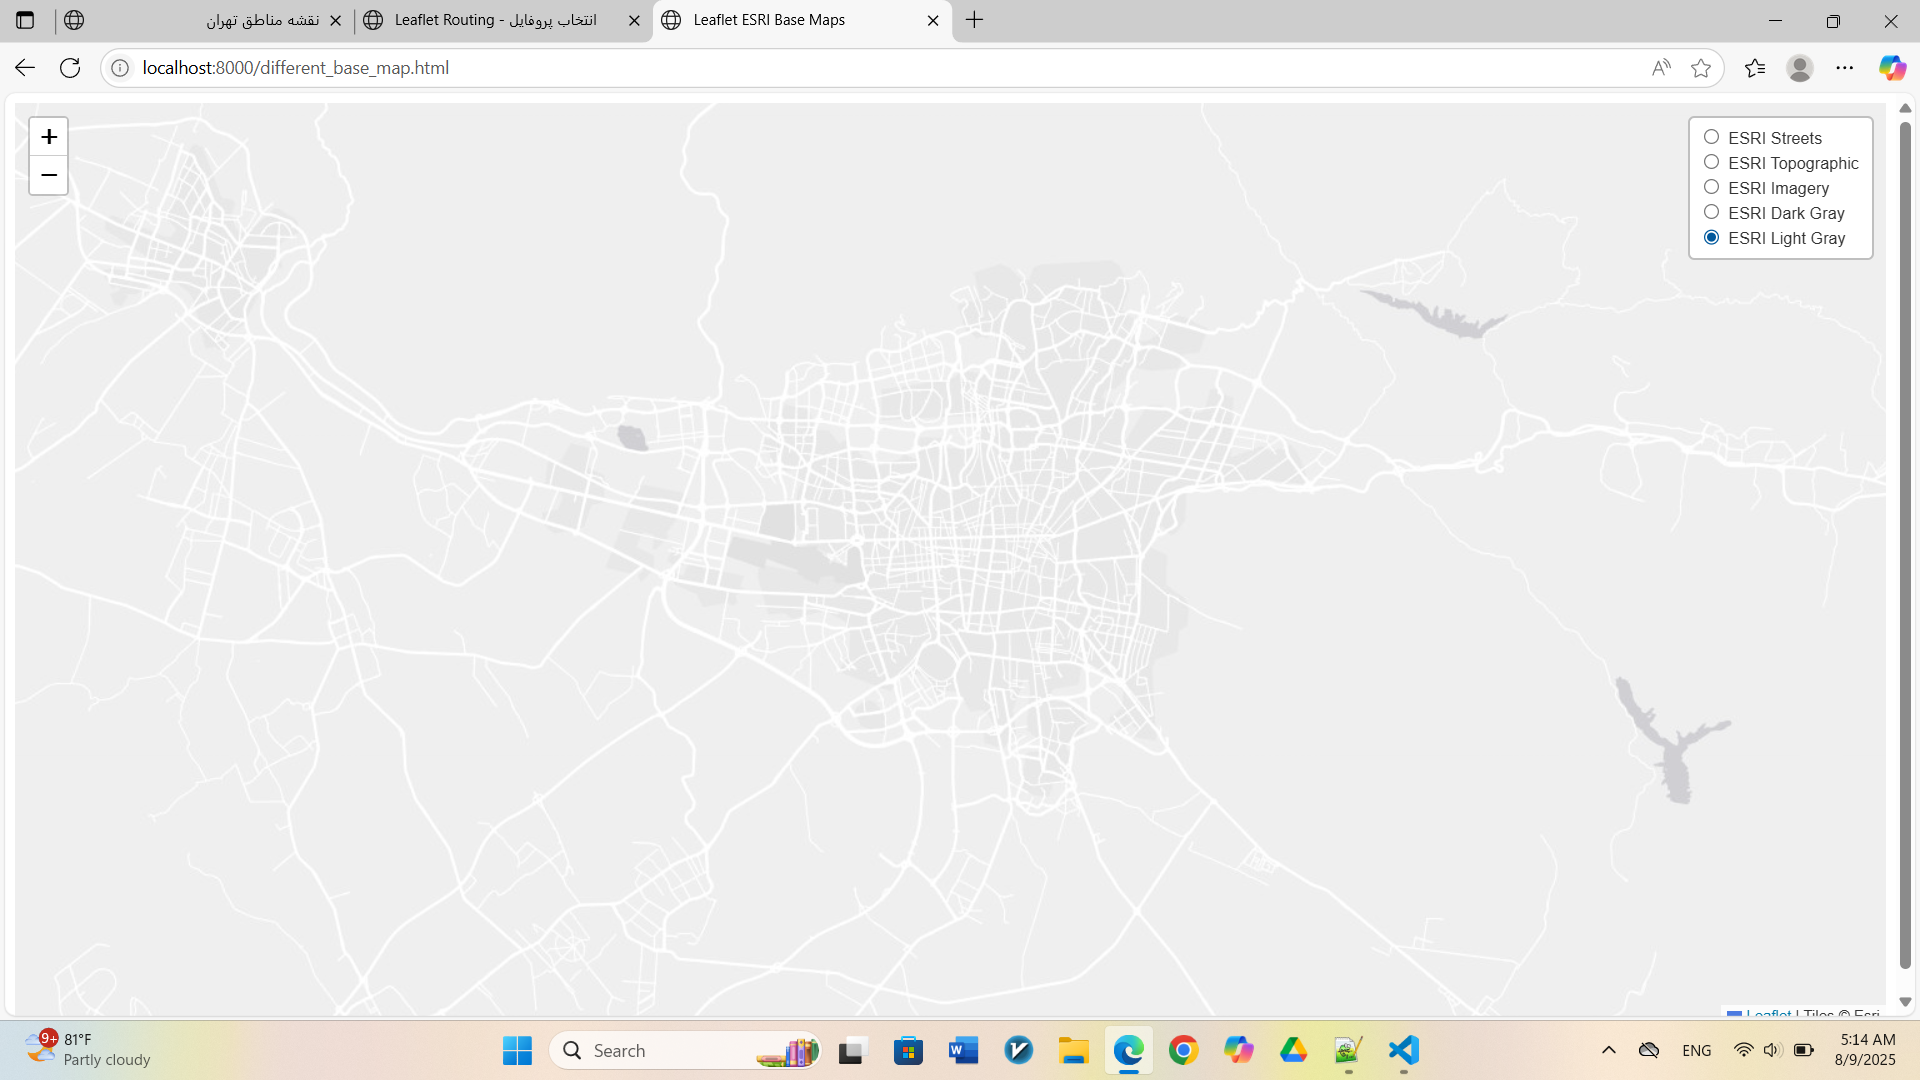 نقشه مناطق تهران
Leaflet Routing - انتخاب پروفایل
Leaflet ESRI Base Maps
localhost:8000/different_base_map.html
+
−
ESRI Streets
ESRI Topographic
ESRI Imagery
ESRI Dark Gray
ESRI Light Gray
Leaflet | Tiles © Esri
9+
81°F
Partly cloudy
Search
ENG
5:14 AM
8/9/2025